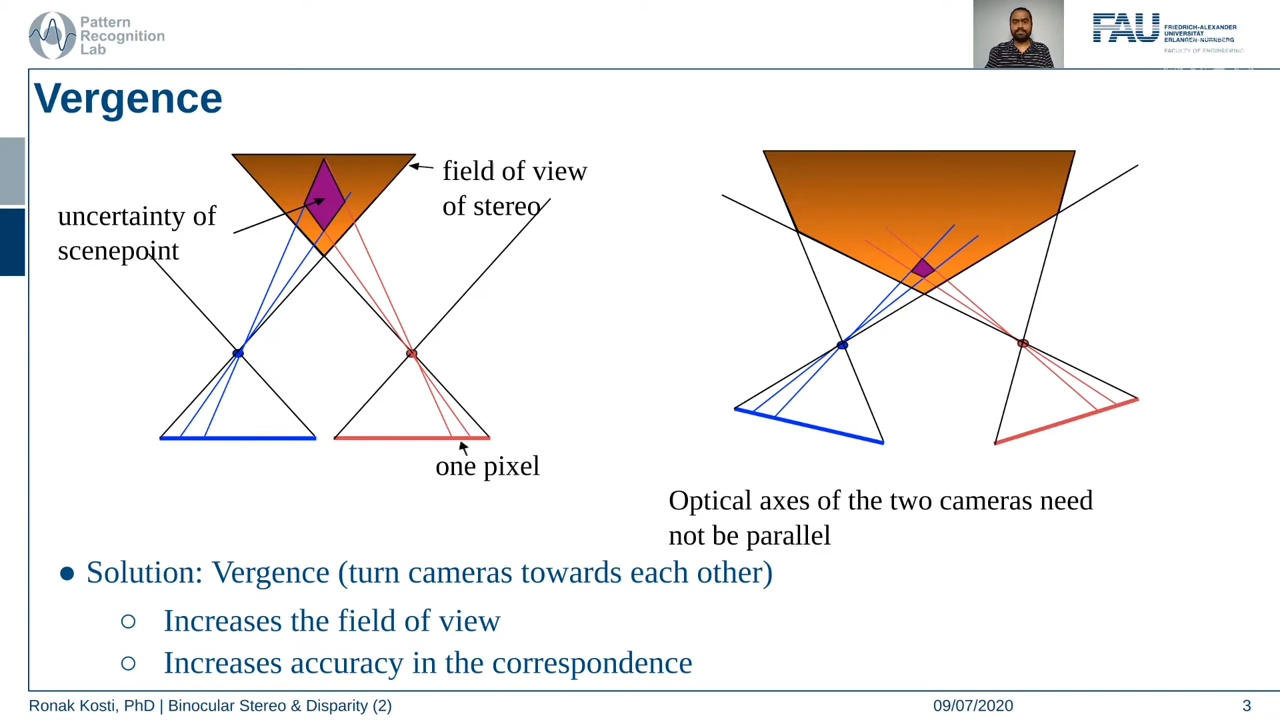 Pattern
Recognition
Lab
FAU
FRIEDRICH-ALEXANDER
UNIVERSITÄT
ERLANGEN-NÜRNBERG
FACULTY OF ENGINEERING
Vergence
field of view
of stereo
uncertainty of
scenepoint
one pixel
Optical axes of the two cameras need
not be parallel
● Solution: Vergence (turn cameras towards each other)
○ Increases the field of view
○ Increases accuracy in the correspondence
Ronak Kosti, PhD | Binocular Stereo & Disparity (2)
09/07/2020
3